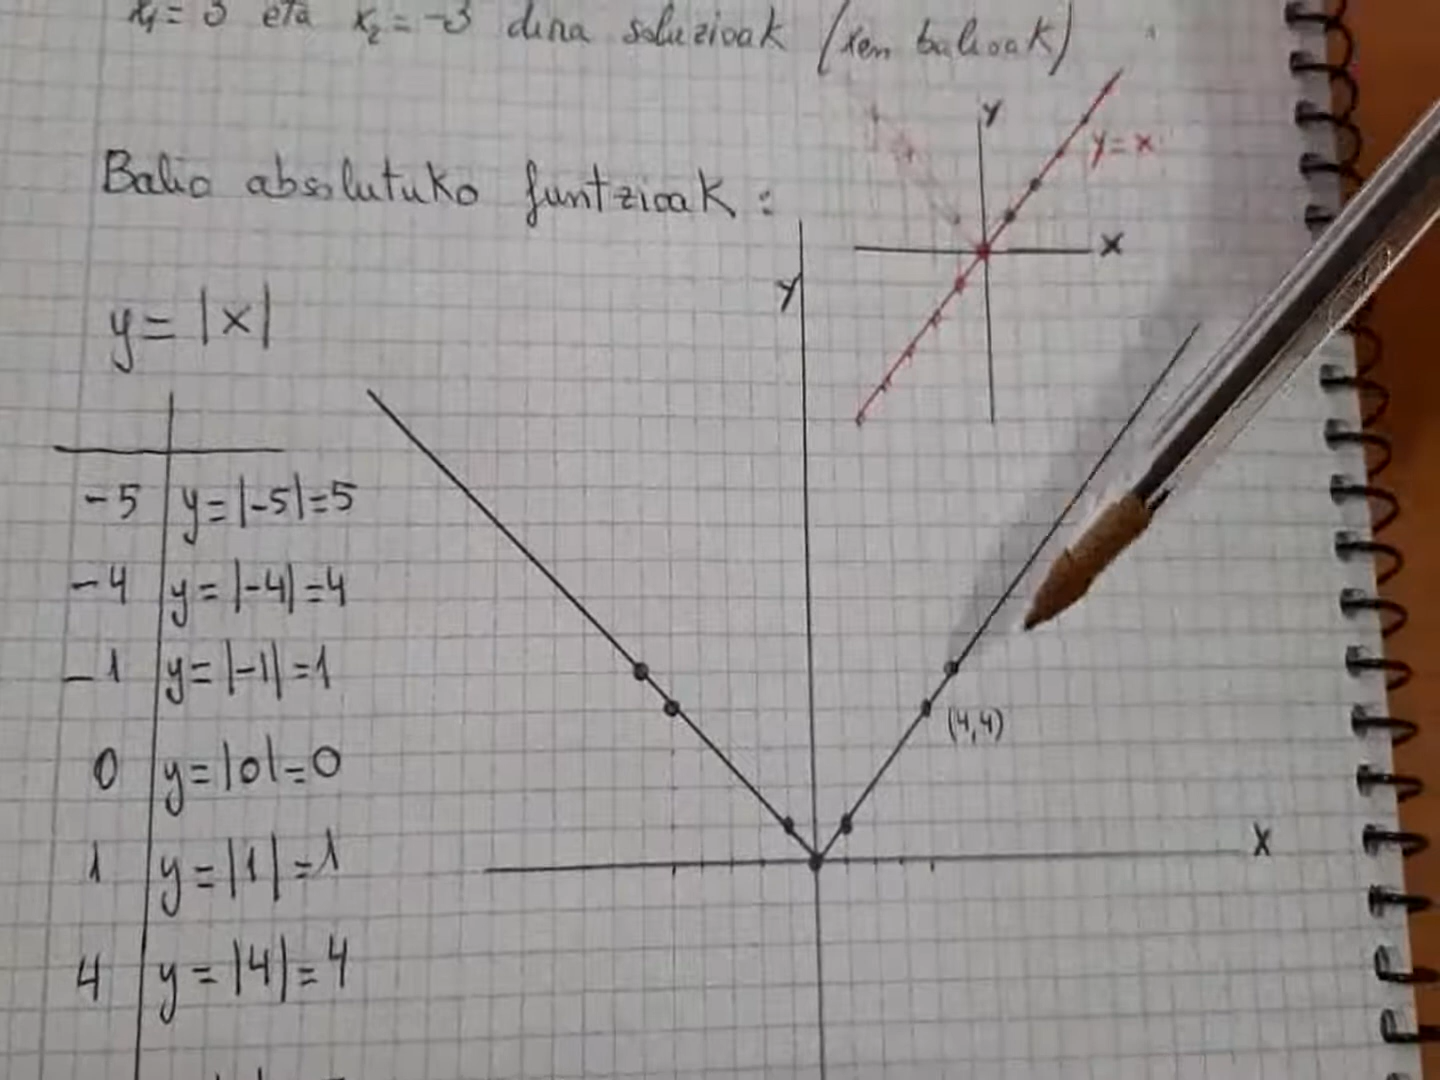 x₁ = 3 eta x₂ = -3 dira soluzioak (xen balioak)
Balio absolutuko funtzioak :
y
y = x
x
y = |x|
y
-5 y = |-5| = 5
-4 y = |-4| = 4
-1 y = |-1| = 1
(4,4)
0 y = |0| = 0
x
1 y = |1| = 1
4 y = |4| = 4